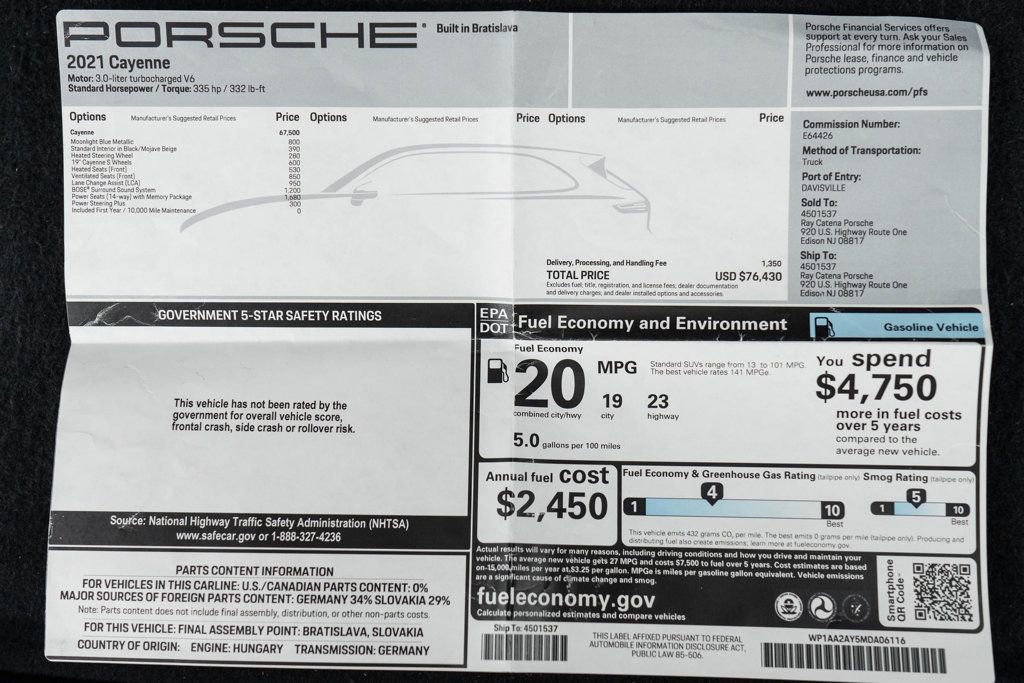 PORSCHE
Built in Bratislava
2021 Cayenne
Motor: 3.0-liter turbocharged V6
Standard Horsepower / Torque: 335 hp / 332 lb-ft
Porsche Financial Services offers
support at every turn. Ask your Sales
Professional for more information on
Porsche lease, finance and vehicle
protections programs.
www.porscheusa.com/pfs
Options Manufacturer's Suggested Retail Prices Price
Options Manufacturer's Suggested Retail Prices Price
Options Manufacturer's Suggested Retail Prices Price
Cayenne 67,500
Moonlight Blue Metallic 800
Standard Interior in Black/Mojave Beige 390
Heated Steering Wheel 280
19" Cayenne S Wheels 600
Heated Seats (Front) 530
Ventilated Seats (Front) 850
Lane Change Assist (LCA) 950
BOSE® Surround Sound System 1,200
Power Seats (14-way) with Memory Package 1,680
Power Steering Plus 300
Included First Year / 10,000 Mile Maintenance 0
Delivery, Processing, and Handling Fee 1,350
TOTAL PRICE USD $76,430
Excludes fuel, title, registration, and license fees; dealer documentation
and delivery charges; and dealer installed options and accessories.
Commission Number:
E64426
Method of Transportation:
Truck
Port of Entry:
DAVISVILLE
Sold To:
4501537
Ray Catena Porsche
920 U.S. Highway Route One
Edison NJ 08817
Ship To:
4501537
Ray Catena Porsche
920 U.S. Highway Route One
Edison NJ 08817
GOVERNMENT 5-STAR SAFETY RATINGS
This vehicle has not been rated by the
government for overall vehicle score,
frontal crash, side crash or rollover risk.
Source: National Highway Traffic Safety Administration (NHTSA)
www.safecar.gov or 1-888-327-4236
PARTS CONTENT INFORMATION
FOR VEHICLES IN THIS CARLINE: U.S./CANADIAN PARTS CONTENT: 0%
MAJOR SOURCES OF FOREIGN PARTS CONTENT: GERMANY 34% SLOVAKIA 29%
Note: Parts content does not include final assembly, distribution, or other non-parts costs.
FOR THIS VEHICLE: FINAL ASSEMBLY POINT: BRATISLAVA, SLOVAKIA
COUNTRY OF ORIGIN: ENGINE: HUNGARY TRANSMISSION: GERMANY
EPA
DOT
Fuel Economy and Environment
Gasoline Vehicle
Fuel Economy
20 MPG
combined city/hwy
19
city
23
highway
5.0 gallons per 100 miles
Standard SUVs range from 13 to 101 MPG.
The best vehicle rates 141 MPGe.
You spend
$4,750
more in fuel costs
over 5 years
compared to the
average new vehicle.
Annual fuel cost
$2,450
Fuel Economy & Greenhouse Gas Rating (tailpipe only)
1
4
10
Best
Smog Rating (tailpipe only)
1
5
10
Best
This vehicle emits 432 grams CO₂ per mile. The best emits 0 grams per mile (tailpipe only). Producing and
distributing fuel also create emissions; learn more at fueleconomy.gov.
Actual results will vary for many reasons, including driving conditions and how you drive and maintain your
vehicle. The average new vehicle gets 27 MPG and costs $7,500 to fuel over 5 years. Cost estimates are based
on 15,000 miles per year at $3.25 per gallon. MPGe is miles per gasoline gallon equivalent. Vehicle emissions
are a significant cause of climate change and smog.
fueleconomy.gov
Calculate personalized estimates and compare vehicles
Smartphone
QR Code
Ship To: 4501537
THIS LABEL AFFIXED PURSUANT TO FEDERAL
AUTOMOBILE INFORMATION DISCLOSURE ACT,
PUBLIC LAW 85-506.
WP1AA2AY5MDA06116